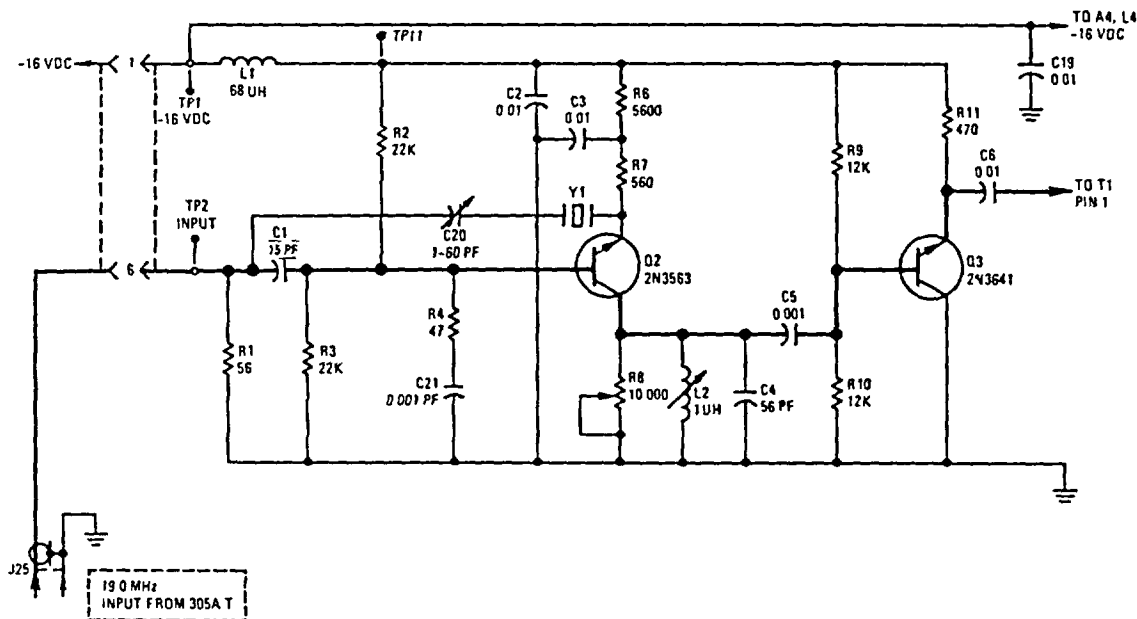 TO A4, L4
-16 VDC
TP11
-16 VDC
1
L1
68 UH
TP1
-16 VDC
C19
0.01
C2
0.01
C3
0.01
R6
5600
R11
470
R2
22K
R9
12K
R7
560
C6
0.01
TO T1
PIN 1
Y1
TP2
INPUT
C20
1-60 PF
C1
15 PF
6
Q2
2N3563
Q3
2N3641
C5
0.001
R4
47
R1
56
R3
22K
C21
0.001 PF
R8
10 000
L2
1 UH
C4
56 PF
R10
12K
J25
19.0 MHz
INPUT FROM 305A T